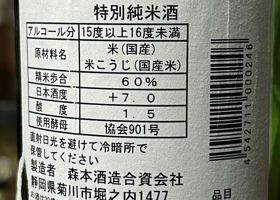 特別純米酒
アルコール分 15度以上16度未満
原材料名 米(国産)
米こうじ(国産米)
精米歩合 60%
日本酒度 +7.0
酸度 1.5
使用酵母 協会901号
直射日光を避けて冷暗所で
保管してください
製造者 森本酒造合資会社
静岡県菊川市堀之内1477
4542711000246
品目